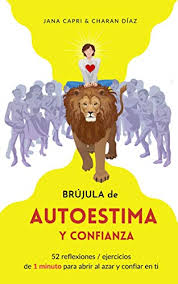 JANA CAPRI & CHARAN DÍAZ
BRÚJULA de
AUTOESTIMA
Y CONFIANZA
52 reflexiones / ejercicios
de 1 minuto para abrir al azar y confiar en ti